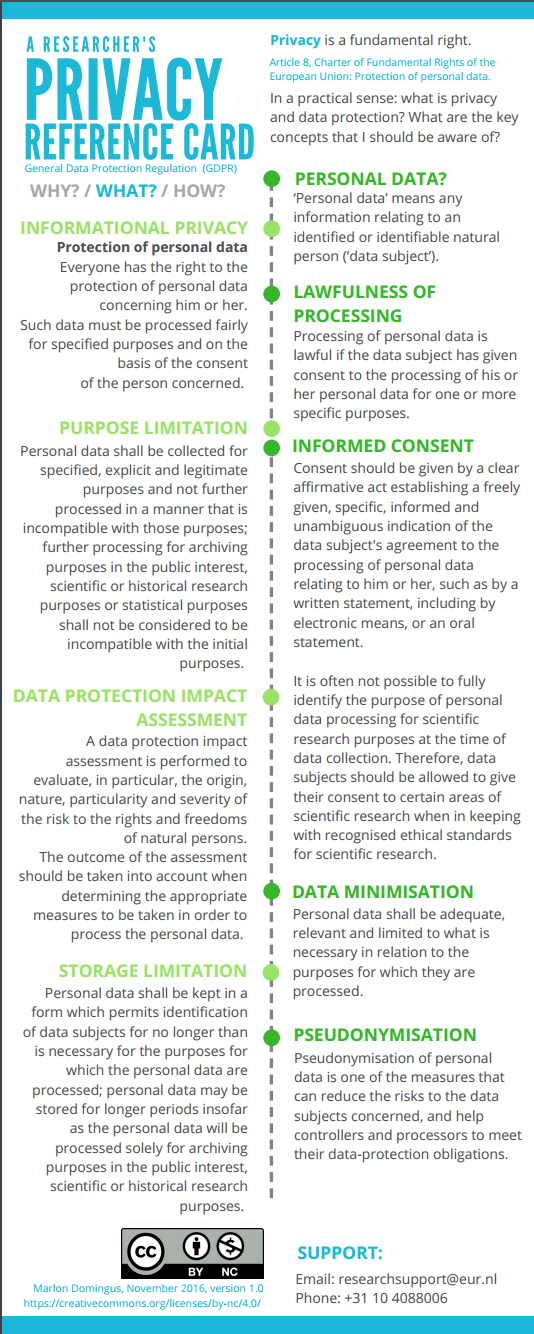 A RESEARCHER'S
PRIVACY
REFERENCE CARD
General Data Protection Regulation (GDPR)
WHY? / WHAT? / HOW?
Privacy is a fundamental right.
Article 8, Charter of Fundamental Rights of the
European Union: Protection of personal data.
In a practical sense: what is privacy
and data protection? What are the key
concepts that I should be aware of?
INFORMATIONAL PRIVACY
Protection of personal data
Everyone has the right to the
protection of personal data
concerning him or her.
Such data must be processed fairly
for specified purposes and on the
basis of the consent
of the person concerned.
PURPOSE LIMITATION
Personal data shall be collected for
specified, explicit and legitimate
purposes and not further
processed in a manner that is
incompatible with those purposes;
further processing for archiving
purposes in the public interest,
scientific or historical research
purposes or statistical purposes
shall not be considered to be
incompatible with the initial
purposes.
DATA PROTECTION IMPACT
ASSESSMENT
A data protection impact
assessment is performed to
evaluate, in particular, the origin,
nature, particularity and severity of
the risk to the rights and freedoms
of natural persons.
The outcome of the assessment
should be taken into account when
determining the appropriate
measures to be taken in order to
process the personal data.
STORAGE LIMITATION
Personal data shall be kept in a
form which permits identification
of data subjects for no longer than
is necessary for the purposes for
which the personal data are
processed; personal data may be
stored for longer periods insofar
as the personal data will be
processed solely for archiving
purposes in the public interest,
scientific or historical research
purposes.
PERSONAL DATA?
‘Personal data’ means any
information relating to an
identified or identifiable natural
person (‘data subject’).
LAWFULNESS OF
PROCESSING
Processing of personal data is
lawful if the data subject has given
consent to the processing of his or
her personal data for one or more
specific purposes.
INFORMED CONSENT
Consent should be given by a clear
affirmative act establishing a freely
given, specific, informed and
unambiguous indication of the
data subject's agreement to the
processing of personal data
relating to him or her, such as by a
written statement, including by
electronic means, or an oral
statement.
It is often not possible to fully
identify the purpose of personal
data processing for scientific
research purposes at the time of
data collection. Therefore, data
subjects should be allowed to give
their consent to certain areas of
scientific research when in keeping
with recognised ethical standards
for scientific research.
DATA MINIMISATION
Personal data shall be adequate,
relevant and limited to what is
necessary in relation to the
purposes for which they are
processed.
PSEUDONYMISATION
Pseudonymisation of personal
data is one of the measures that
can reduce the risks to the data
subjects concerned, and help
controllers and processors to meet
their data-protection obligations.
CC
BY NC
Marlon Domingus, November 2016, version 1.0
https://creativecommons.org/licenses/by-nc/4.0/
SUPPORT:
Email: researchsupport@eur.nl
Phone: +31 10 4088006